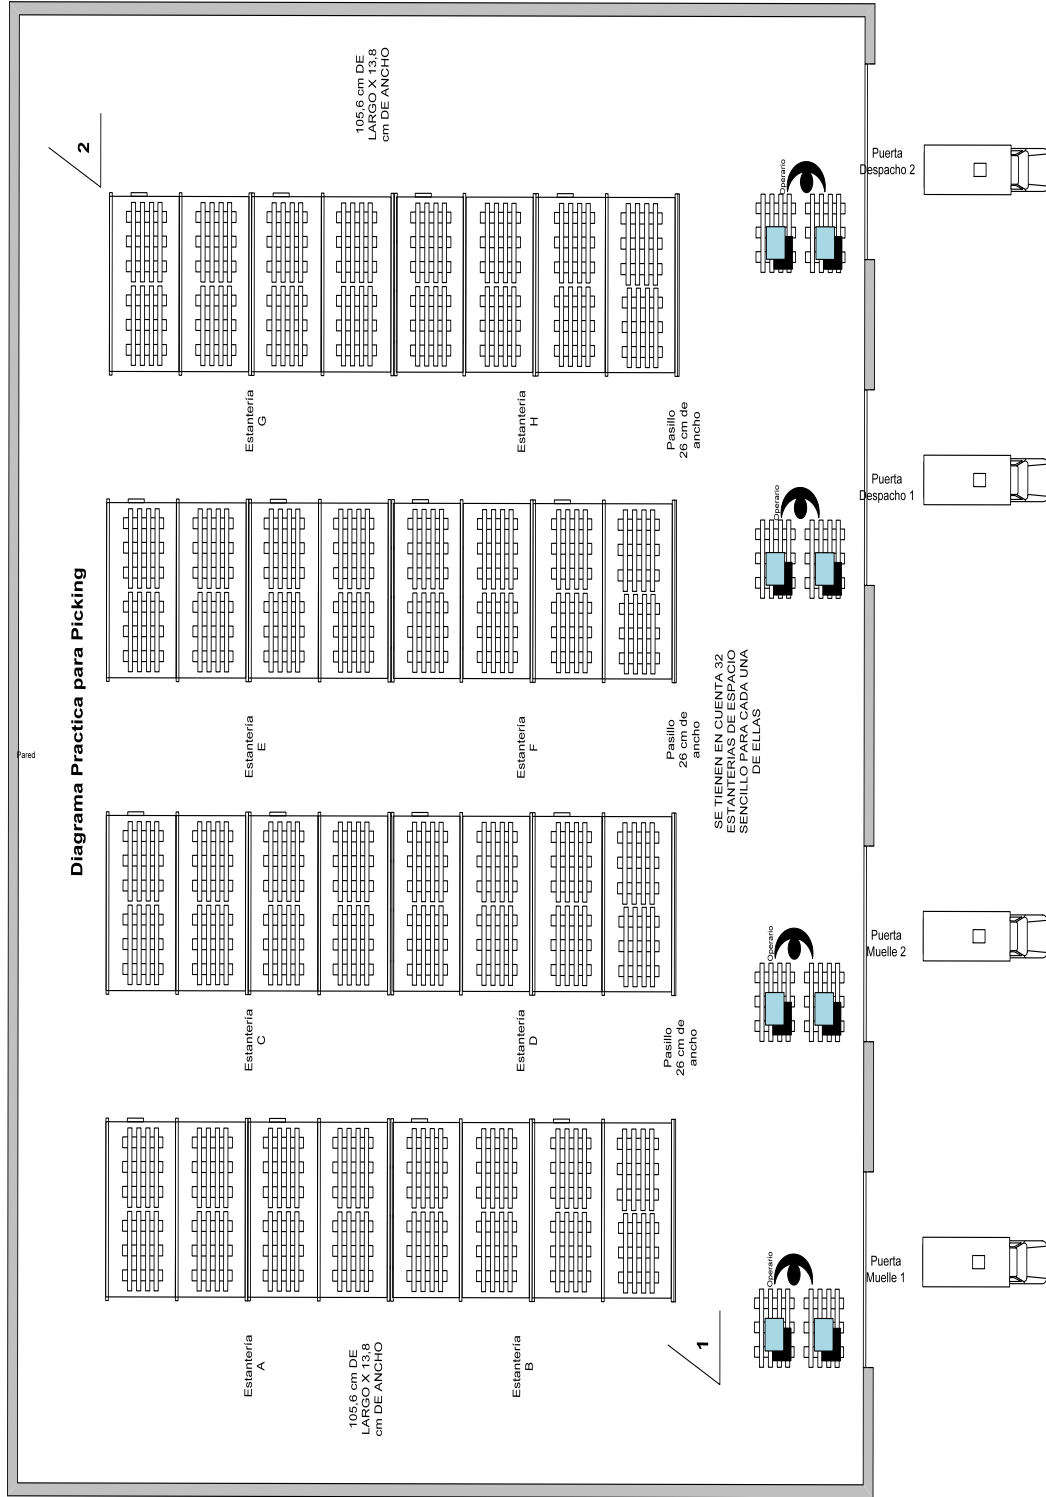 Diagrama Practica para Picking
Pared
2
105,6 cm DE
LARGO X 13,8
cm DE ANCHO
Estantería
G
Estantería
H
Pasillo
26 cm de
ancho
Estantería
E
Estantería
F
Pasillo
26 cm de
ancho
SE TIENEN EN CUENTA 32
ESTANTERIAS DE ESPACIO
SENCILLO PARA CADA UNA
DE ELLAS
Estantería
C
Estantería
D
Pasillo
26 cm de
ancho
Estantería
A
Estantería
B
105,6 cm DE
LARGO X 13,8
cm DE ANCHO
1
Operario
Puerta
Despacho 2
Operario
Puerta
Despacho 1
Operario
Puerta
Muelle 2
Operario
Puerta
Muelle 1